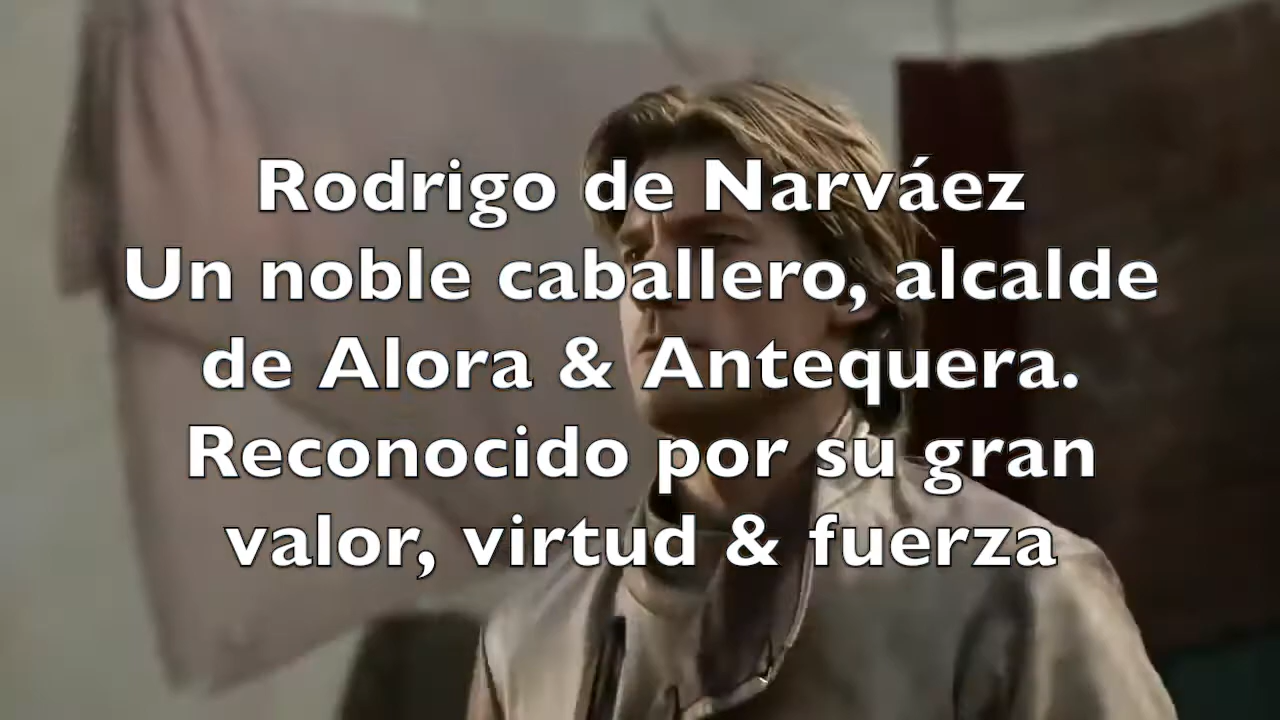 Rodrigo de Narváez
Un noble caballero, alcalde
de Alora & Antequera.
Reconocido por su gran
valor, virtud & fuerza